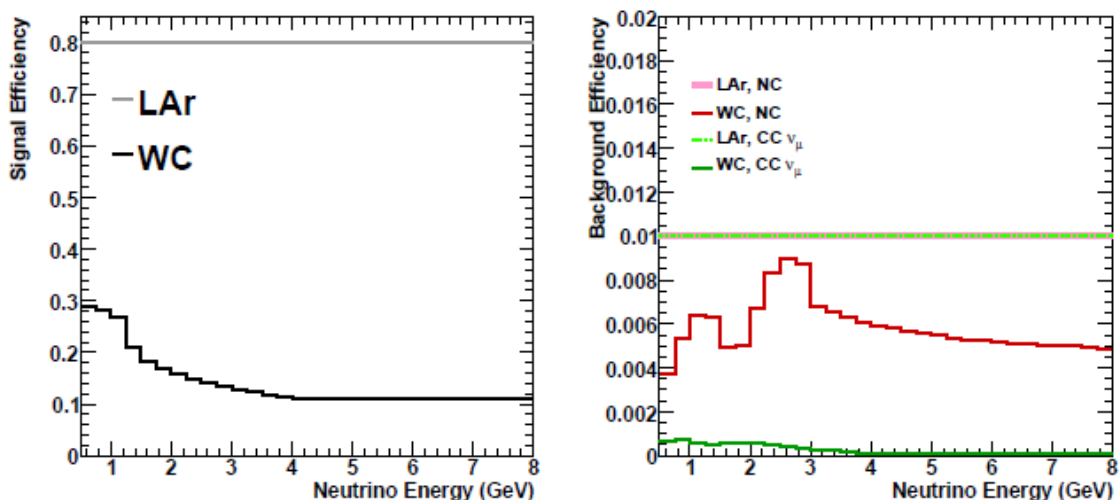 Signal Efficiency
0.8
0.7
0.6
0.5
0.4
0.3
0.2
0.1
0
LAr
WC
1 2 3 4 5 6 7 8
Neutrino Energy (GeV)
Background Efficiency
0.02
0.018
0.016
0.014
0.012
0.01
0.008
0.006
0.004
0.002
0
LAr, NC
WC, NC
LAr, CC νμ
WC, CC νμ
1 2 3 4 5 6 7 8
Neutrino Energy (GeV)